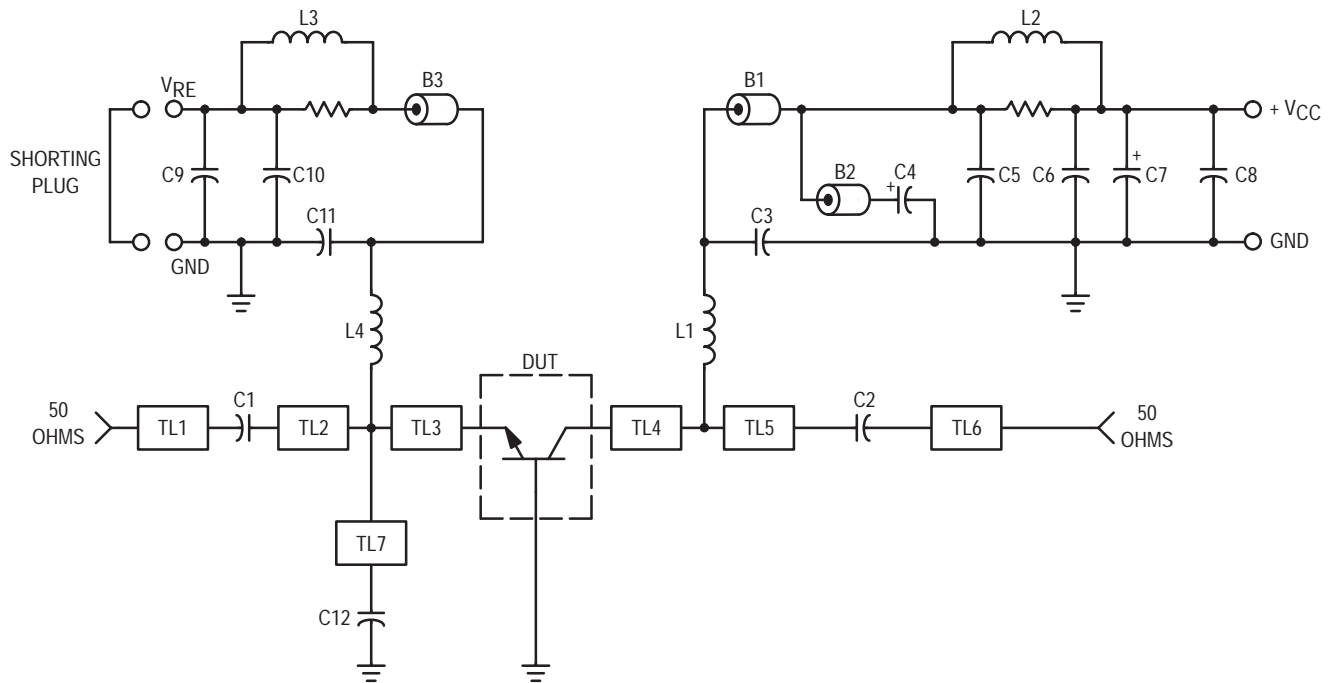 L3
L2
VRE
B3
B1
+ VCC
SHORTING
PLUG
C9
C10
B2
C4
+
C5
C6
+
C7
C8
C11
C3
GND
GND
L4
L1
DUT
50
OHMS
TL1
C1
TL2
TL3
TL4
TL5
C2
TL6
50
OHMS
TL7
C12